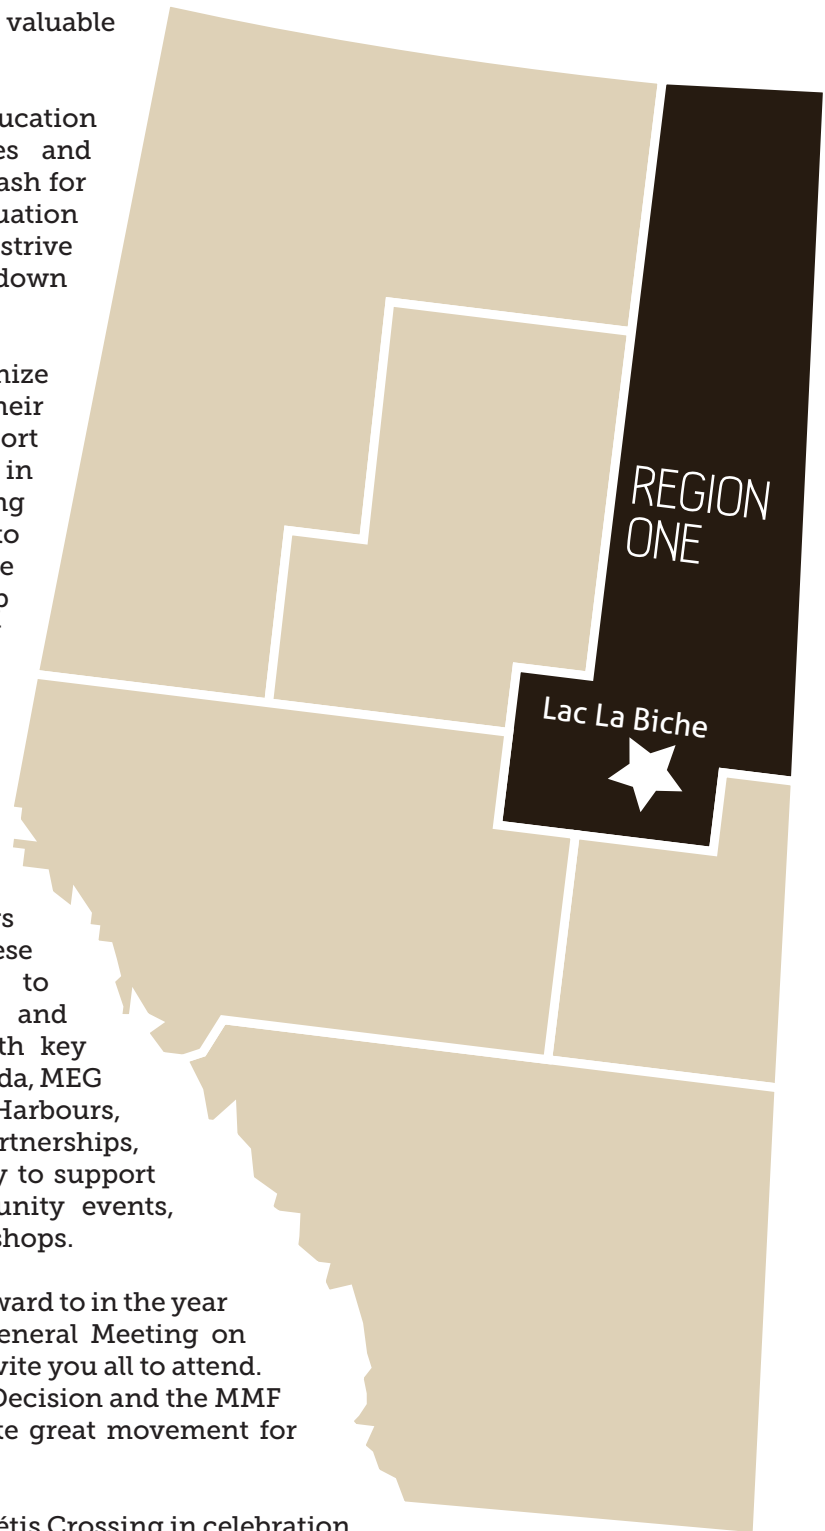 valuable
ucation
es and
ash for
uation
strive
down
nize
heir
ort
in
ng
to
e
REGION
ONE
Lac La Biche
rs
ese
to
and
th key
da, MEG
Harbours,
rtnerships,
y to support
unity events,
shops.
ward to in the year
eneral Meeting on
vite you all to attend.
Decision and the MMF
te great movement for
étis Crossing in celebration